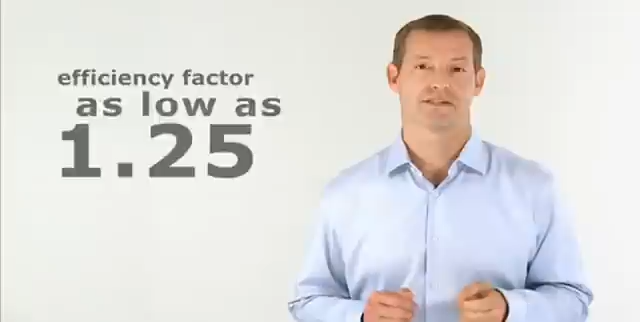 efficiency factor
as low as
1.25